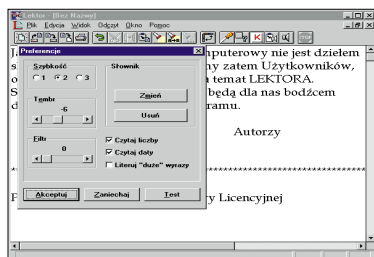 Lektor - [Bez Nazwy]
Plik Edycja Widok Odczyt Okno Pomoc
Preferencje
Szybkość
1 2 3
Słownik
Zmień
Usuń
Tembr
-6
Filtr
0
Czytaj liczby
Czytaj daty
Literuj "duże" wyrazy
Akceptuj Zaniechaj Test
mputerowy nie jest dziełem
ny zatem Użytkowników,
temat LEKTORA.
będą dla nas bodźcem
ramu.
Autorzy
y Licencyjnej